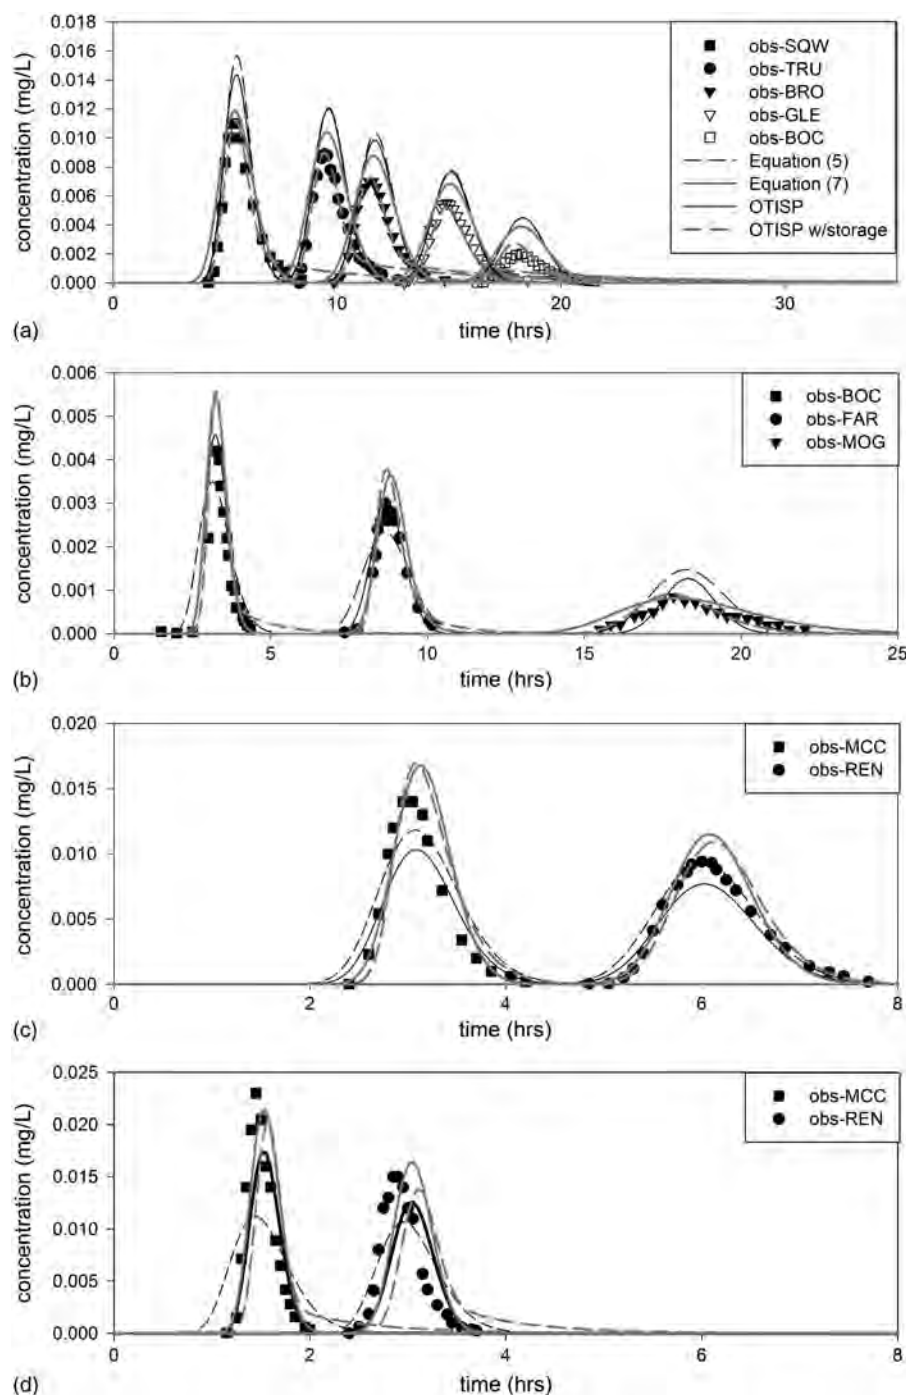 0.018
0.016
0.014
0.012
0.010
0.008
0.006
0.004
0.002
0.000
concentration (mg/L)
obs-SQW
obs-TRU
obs-BRO
obs-GLE
obs-BOC
Equation (5)
Equation (7)
OTISP
OTISP w/storage
0 10 20 30
(a) time (hrs)
0.006
0.005
0.004
0.003
0.002
0.001
0.000
concentration (mg/L)
obs-BOC
obs-FAR
obs-MOG
0 5 10 15 20 25
(b) time (hrs)
0.020
0.015
0.010
0.005
0.000
concentration (mg/L)
obs-MCC
obs-REN
0 2 4 6 8
(c) time (hrs)
0.025
0.020
0.015
0.010
0.005
0.000
concentration (mg/L)
obs-MCC
obs-REN
0 2 4 6 8
(d) time (hrs)